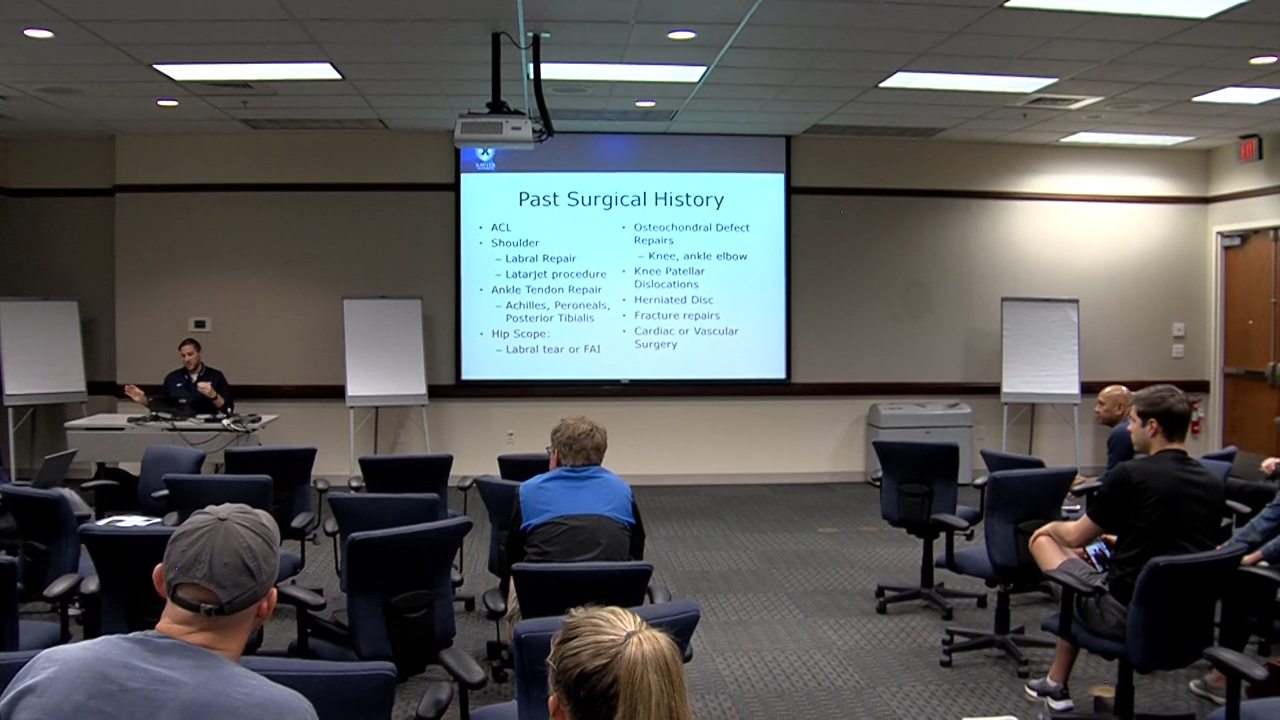 XAVIER
Past Surgical History
• ACL
• Shoulder
– Labral Repair
– Latarjet procedure
• Ankle Tendon Repair
– Achilles, Peroneals,
Posterior Tibialis
• Hip Scope:
– Labral tear or FAI
• Osteochondral Defect
Repairs
– Knee, ankle elbow
• Knee Patellar
Dislocations
• Herniated Disc
• Fracture repairs
• Cardiac or Vascular
Surgery
EXIT